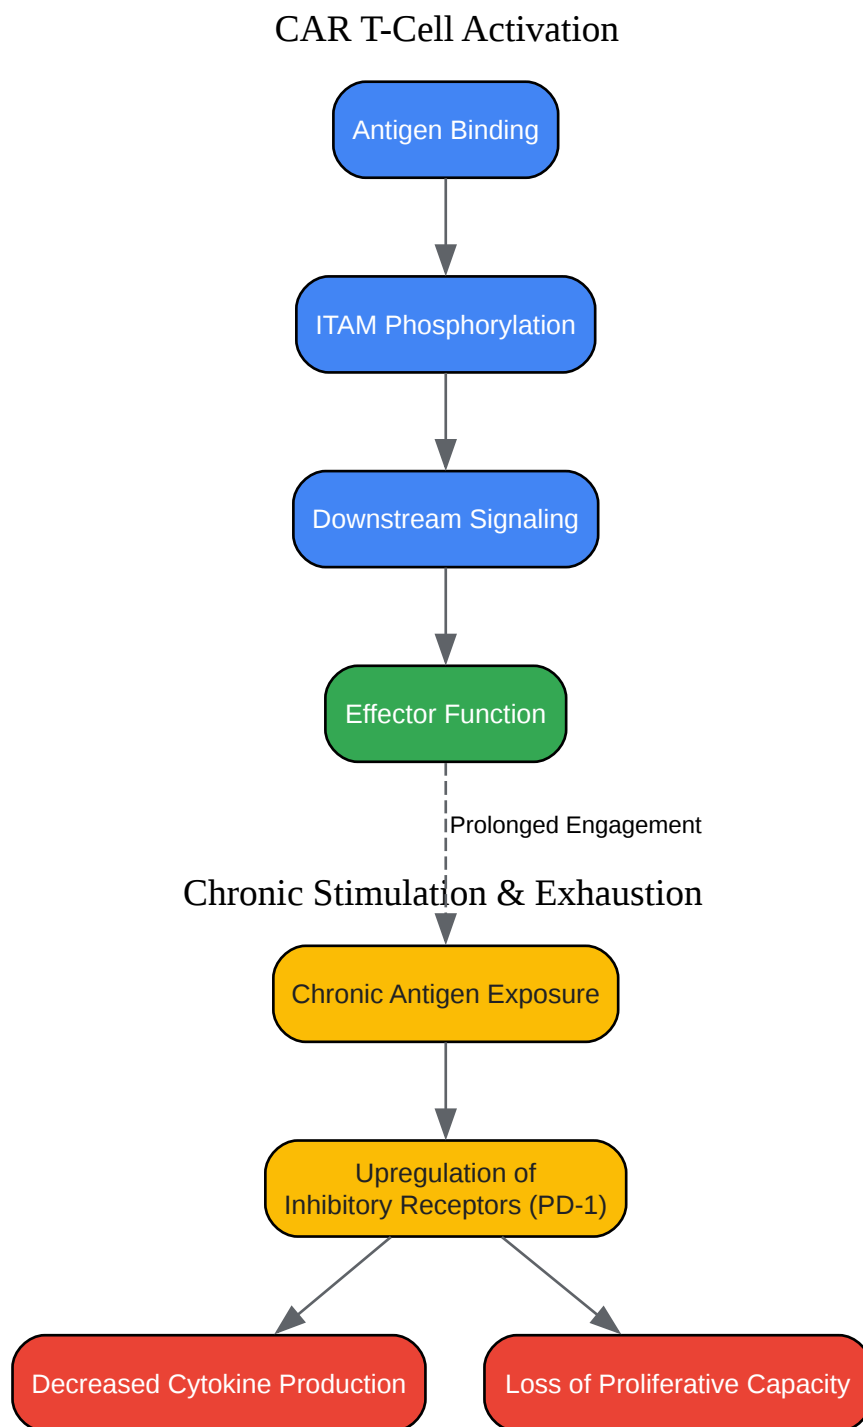 CAR T-Cell Activation
Antigen Binding
ITAM Phosphorylation
Downstream Signaling
Effector Function
Prolonged Engagement
Chronic Stimulation & Exhaustion
Chronic Antigen Exposure
Upregulation of
Inhibitory Receptors (PD-1)
Decreased Cytokine Production
Loss of Proliferative Capacity